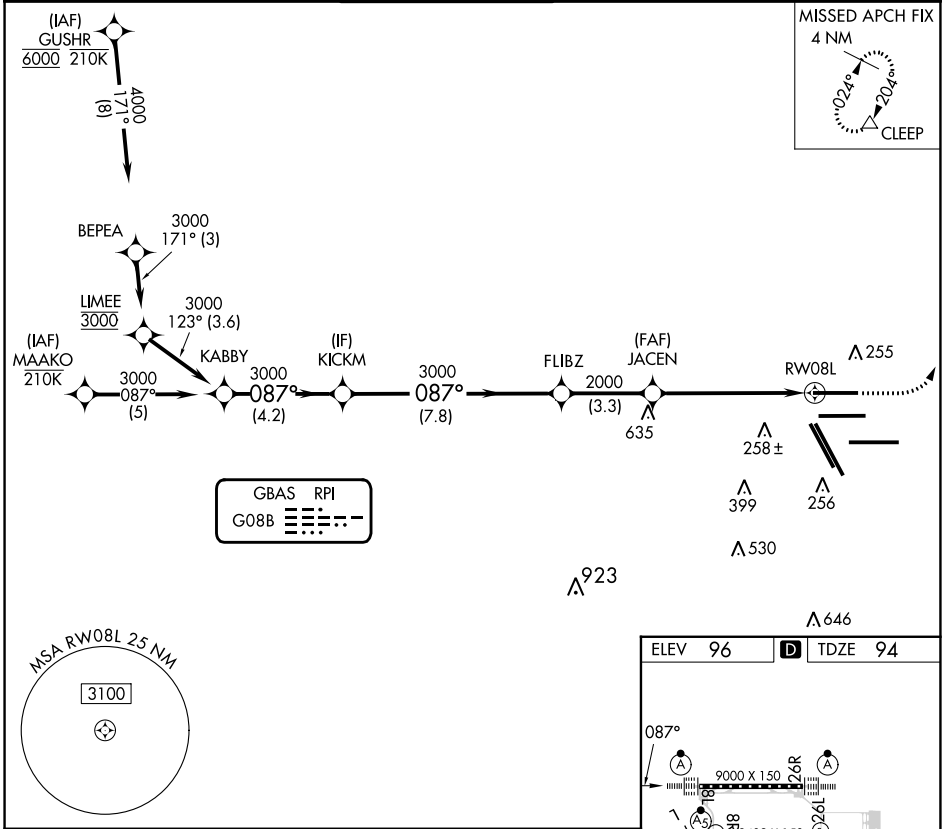 (IAF)
GUSHR
6000 210K
4000
171°
(8)
MISSED APCH FIX
4 NM
024°
204°
CLEEP
BEPEA
3000
171° (3)
LIMEE
3000
3000
123° (3.6)
(IAF)
MAAKO
210K
3000
087°
(5)
KABBY
3000
087°
(4.2)
(IF)
KICKM
3000
087°
(7.8)
FLIBZ
2000
(3.3)
(FAF)
JACEN
635
RW08L
255
258 ±
399
256
530
923
646
GBAS RPI
G08B
MSA RW08L 25 NM
3100
ELEV 96 D TDZE 94
087°
A
A
9000 X 150
26R
8L
A5
8R
26L